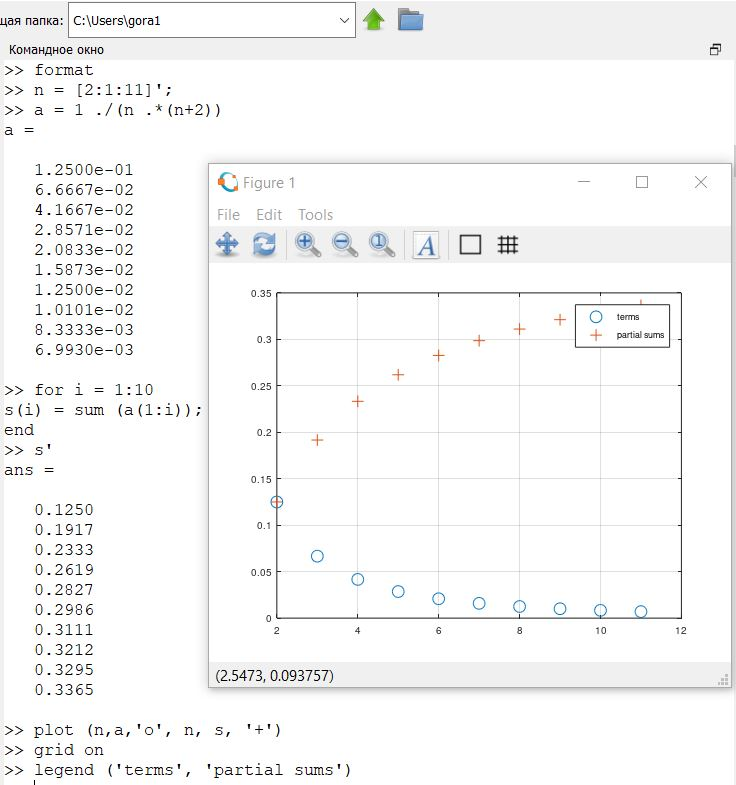 щая папка: C:\Users\gora1
Командное окно
>> format
>> n = [2:1:11]';
>> a = 1 ./(n .*(n+2))
a =
1.2500e-01
6.6667e-02
4.1667e-02
2.8571e-02
2.0833e-02
1.5873e-02
1.2500e-02
1.0101e-02
8.3333e-03
6.9930e-03
>> for i = 1:10
s(i) = sum (a(1:i));
end
>> s'
ans =
0.1250
0.1917
0.2333
0.2619
0.2827
0.2986
0.3111
0.3212
0.3295
0.3365
>> plot (n,a,'o', n, s, '+')
>> grid on
>> legend ('terms', 'partial sums')
Figure 1
File Edit Tools
1 A
0.35
0.3
0.25
0.2
0.15
0.1
0.05
0
2 4 6 8 10 12
terms
partial sums
(2.5473, 0.093757)